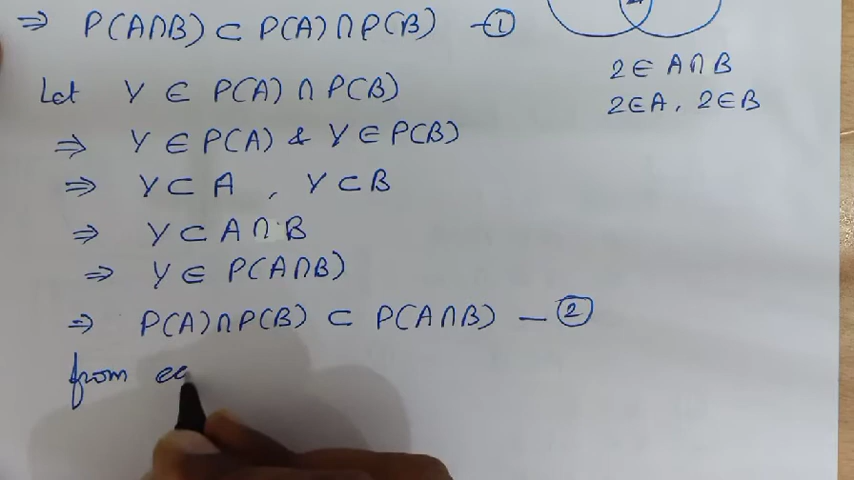 ⇒ P(A∩B) ⊂ P(A)∩P(B) — ①
Let Y ∈ P(A) ∩ P(B)
⇒ Y ∈ P(A) & Y ∈ P(B)
⇒ Y ⊂ A , Y ⊂ B
⇒ Y ⊂ A ∩ B
⇒ Y ∈ P(A∩B)
⇒ P(A)∩P(B) ⊂ P(A∩B) — ②
from
2 ∈ A ∩ B
2 ∈ A, 2 ∈ B